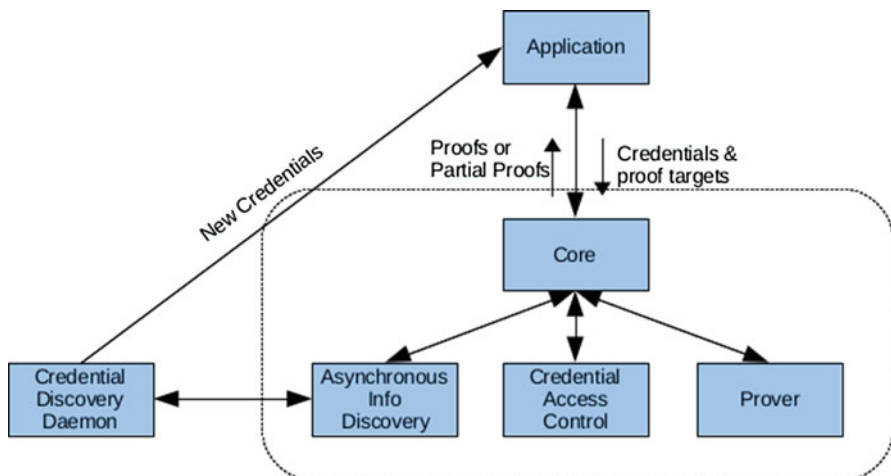 Application
Proofs or
Partial Proofs
Credentials &
proof targets
New Credentials
Core
Credential
Discovery
Daemon
Asynchronous
Info
Discovery
Credential
Access
Control
Prover